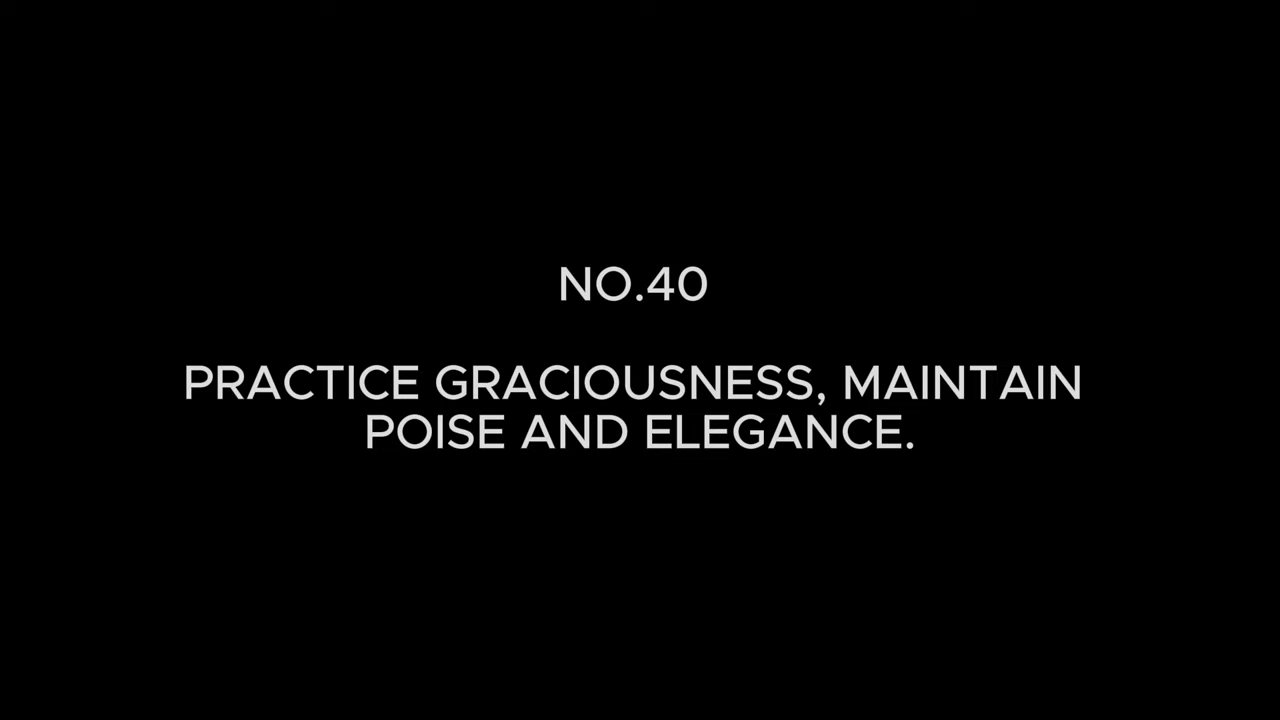 NO.40
PRACTICE GRACIOUSNESS, MAINTAIN
POISE AND ELEGANCE.